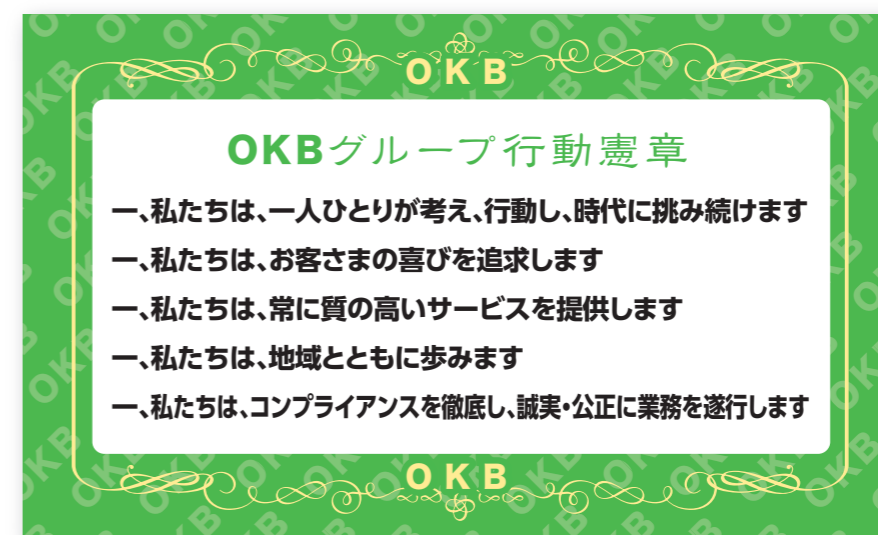 OKB
OKBグループ行動憲章
一、私たちは、一人ひとりが考え、行動し、時代に挑み続けます
一、私たちは、お客さまの喜びを追求します
一、私たちは、常に質の高いサービスを提供します
一、私たちは、地域とともに歩みます
一、私たちは、コンプライアンスを徹底し、誠実・公正に業務を遂行します
OKB